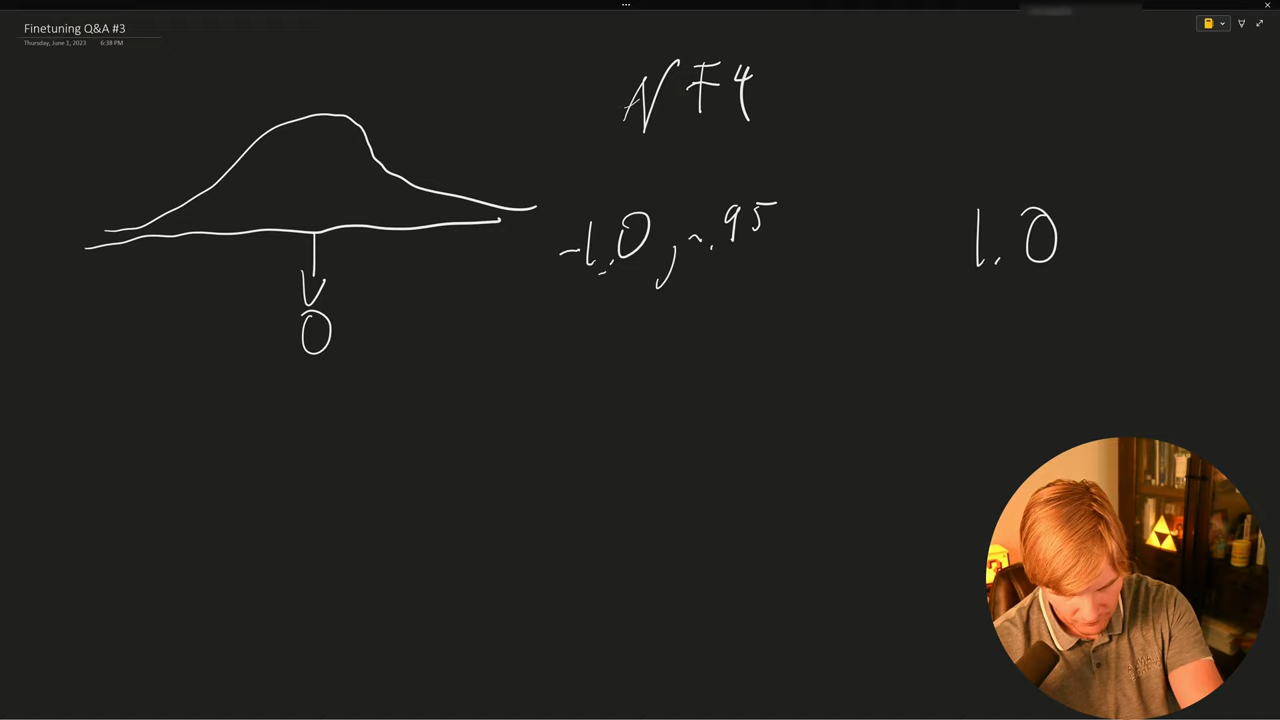 Finetuning Q&A #3
Thursday, June 1, 2023 6:38 PM
NF4
-1.0, ~.95 1.0
0